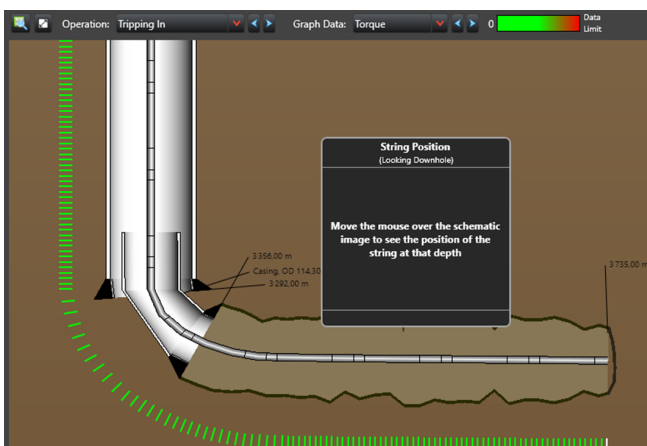 Operation: Tripping In Graph Data: Torque 0 Data Limit
String Position
(Looking Downhole)
Move the mouse over the schematic
image to see the position of the
string at that depth
3 356,00 m
Casing, OD 114,30
3 292,00 m
3 735,00 m